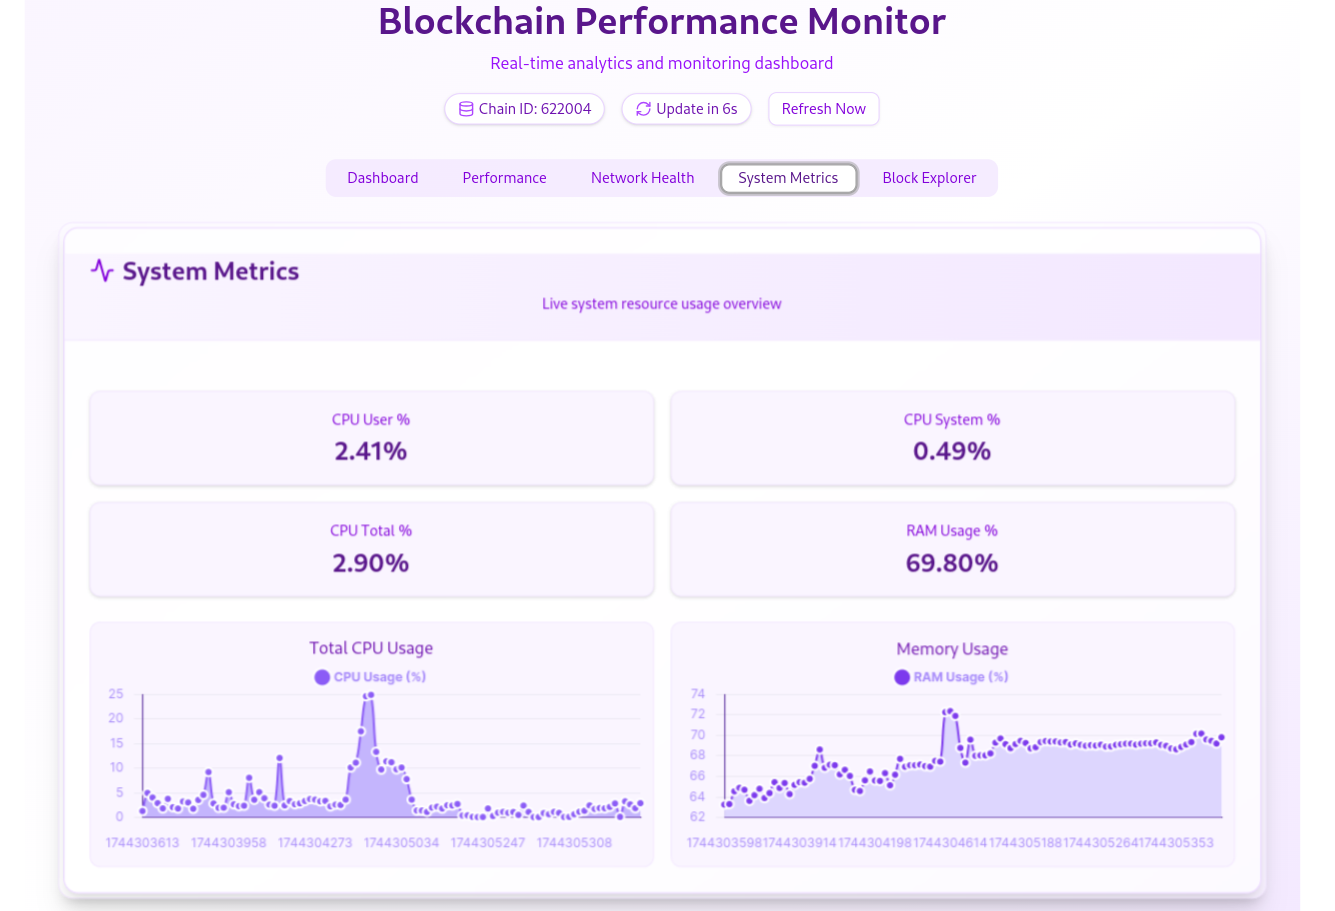 Blockchain Performance Monitor
Real-time analytics and monitoring dashboard
Chain ID: 622004 Update in 6s Refresh Now
Dashboard Performance Network Health System Metrics Block Explorer
System Metrics
Live system resource usage overview
CPU User %
2.41%
CPU System %
0.49%
CPU Total %
2.90%
RAM Usage %
69.80%
Total CPU Usage
CPU Usage (%)
25
20
15
10
5
0
1744303613 1744303958 1744304273 1744305034 1744305247 1744305308
Memory Usage
RAM Usage (%)
74
72
70
68
66
64
62
1744303598 1744303914 1744304198 1744304614 1744305188 1744305264 1744305353